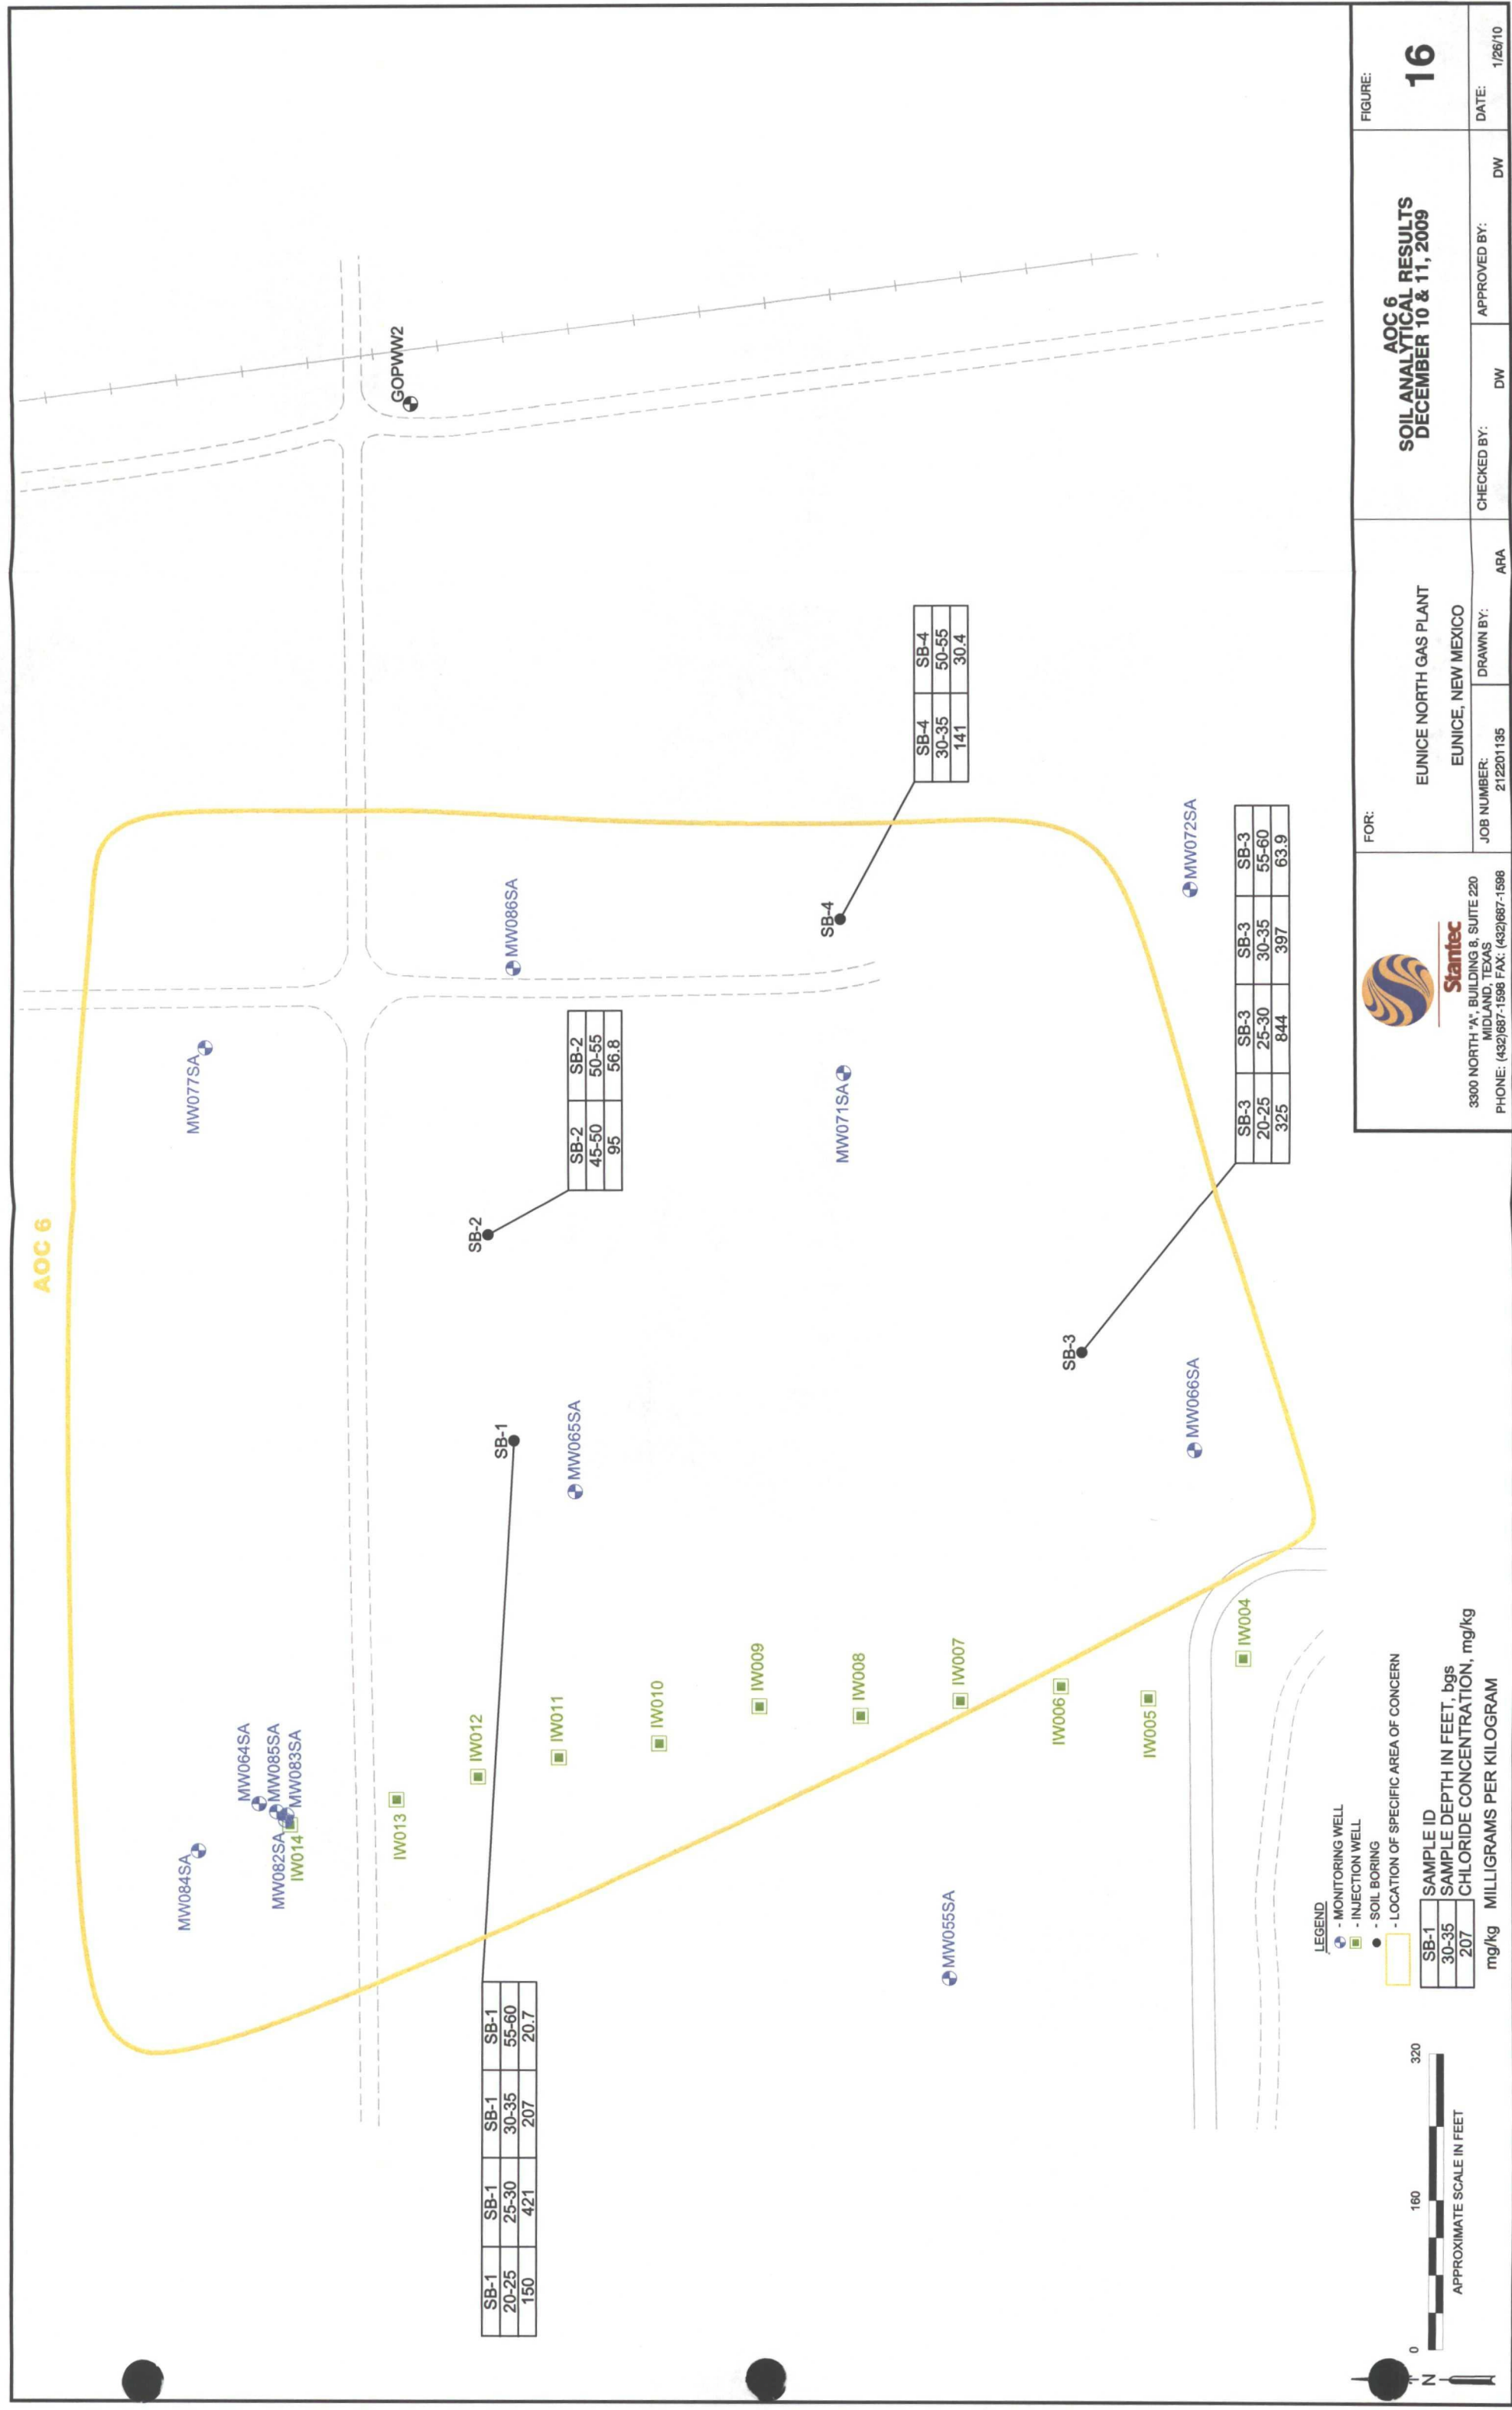 AOC 6
MW084SA
MW064SA
MW085SA
MW083SA
MW082SA
IW014
MW077SA
IW013
GOPWW2
IW012
SB-1
SB-2
MW086SA
SB-1 SB-1 SB-1 SB-1
20-25 25-30 30-35 55-60
150 421 207 20.7
IW011
MW065SA
SB-2 SB-2
45-50 50-55
95 56.8
IW010
IW009
IW008
MW071SA
SB-4
MW055SA
IW007
SB-4 SB-4
30-35 50-55
141 30.4
IW006
SB-3
IW005
MW066SA
MW072SA
IW004
SB-3 SB-3 SB-3 SB-3
20-25 25-30 30-35 55-60
325 844 397 63.9
LEGEND
- MONITORING WELL
- INJECTION WELL
- SOIL BORING
- LOCATION OF SPECIFIC AREA OF CONCERN
SB-1 SAMPLE ID
30-35 SAMPLE DEPTH IN FEET, bgs
207 CHLORIDE CONCENTRATION, mg/kg
mg/kg MILLIGRAMS PER KILOGRAM
N
0 160 320
APPROXIMATE SCALE IN FEET
Stantec
3300 NORTH "A", BUILDING 8, SUITE 220
MIDLAND, TEXAS
PHONE: (432)687-1598 FAX: (432)687-1598
FOR:
EUNICE NORTH GAS PLANT
EUNICE, NEW MEXICO
JOB NUMBER:
212201135
DRAWN BY:
ARA
AOC 6
SOIL ANALYTICAL RESULTS
DECEMBER 10 & 11, 2009
CHECKED BY:
DW
APPROVED BY:
DW
FIGURE:
16
DATE:
1/26/10